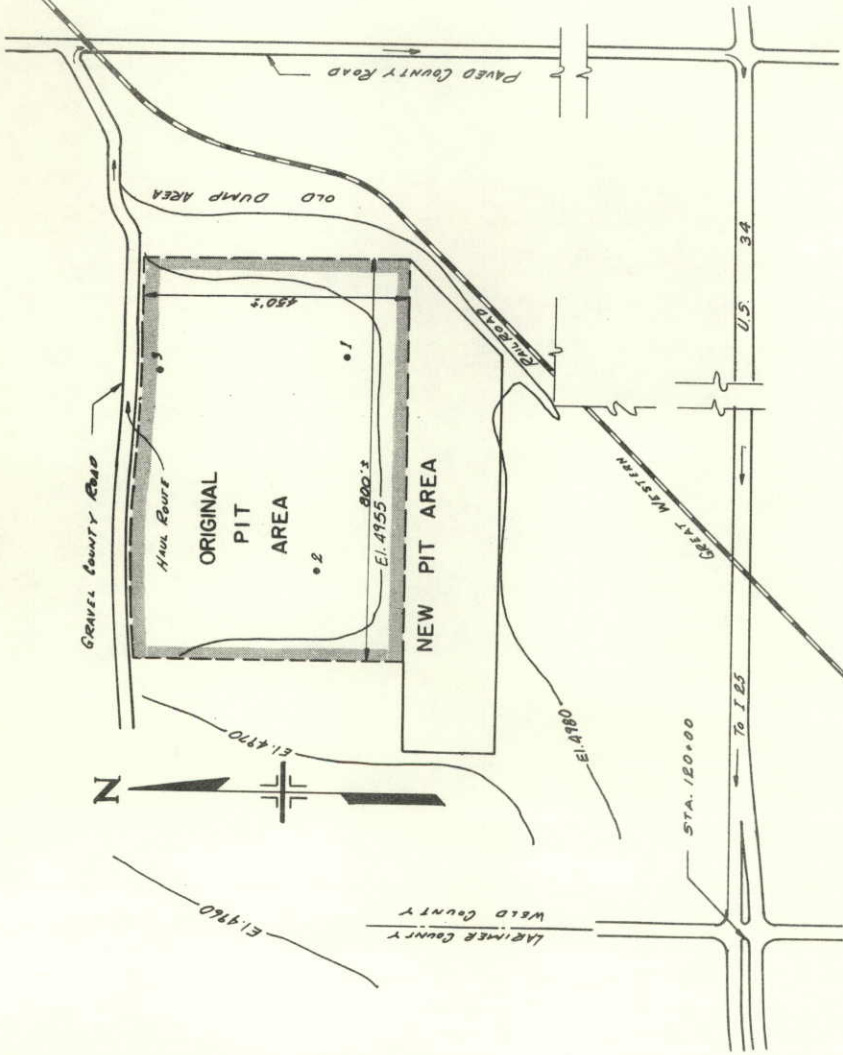 PAVED COUNTY ROAD
GRAVEL COUNTY ROAD
OLD DUMP AREA
450'±
3
1
HAUL ROUTE
ORIGINAL
PIT
AREA
800'±
El. 4955
2
RAILROAD
GREAT WESTERN
NEW PIT AREA
U.S. 34
El. 4970
El. 4980
N
To I 25
STA. 120+00
El. 4960
WELD COUNTY
LARIMER COUNTY